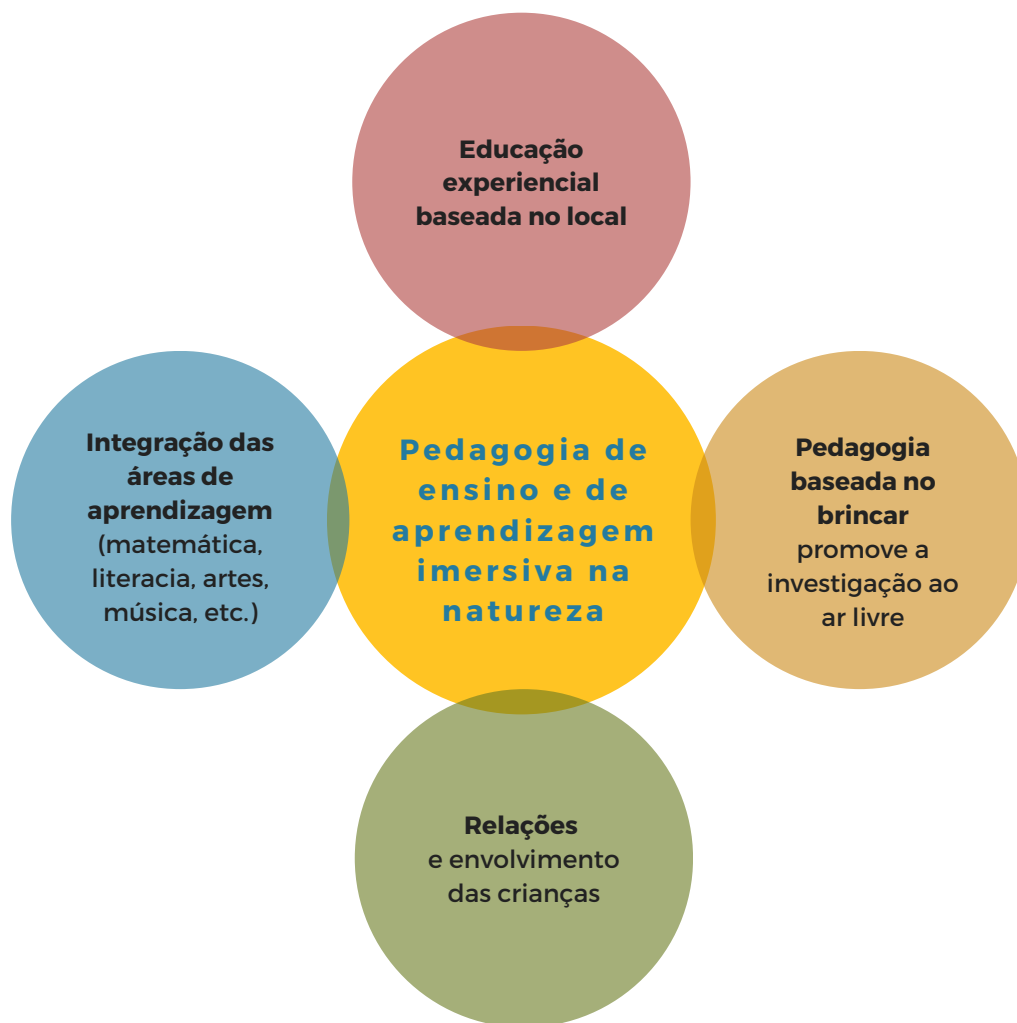 Educação
experiencial
baseada no local
Integração das
áreas de
aprendizagem
(matemática,
literacia, artes,
música, etc.)
Pedagogia de
ensino e de
aprendizagem
imersiva na
natureza
Pedagogia
baseada no
brincar
promove a
investigação ao
ar livre
Relações
e envolvimento
das crianças